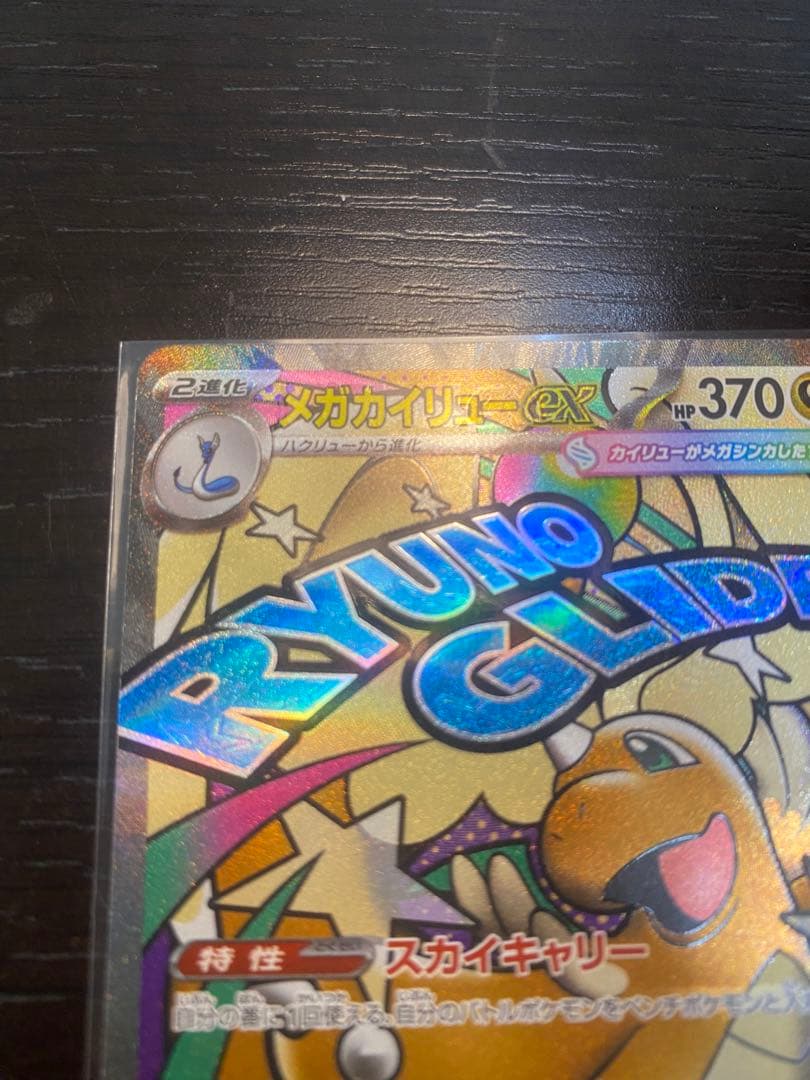 2進化
メガカイリューex
HP370
ハクリューから進化
カイリューがメガシンカした
RYUNO
GLID
特性
スカイキャリー
自分の番に1回使える。自分のバトルポケモンをベンチポケモンと入